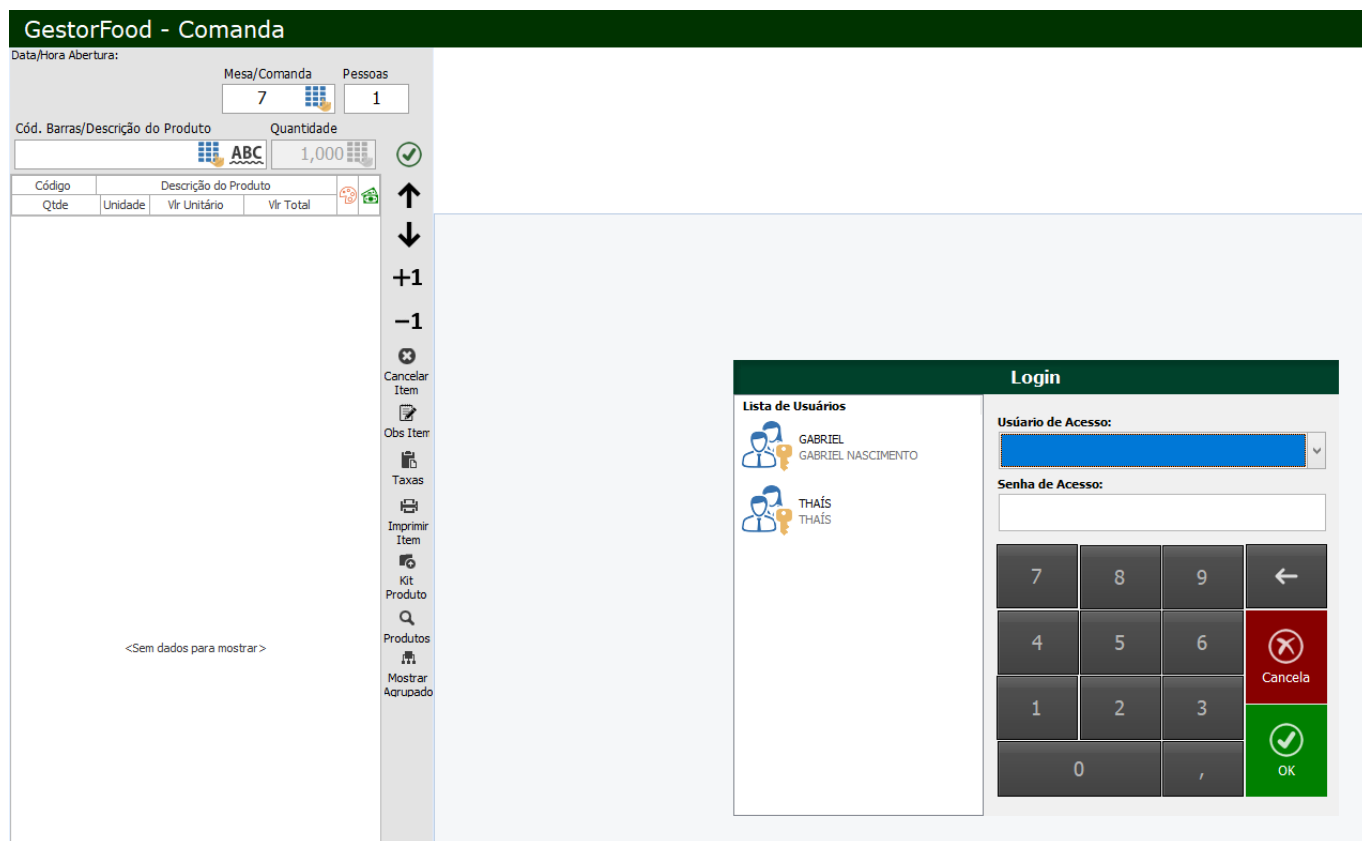 GestorFood - Comanda
Data/Hora Abertura:
Mesa/Comanda Pessoas
7 1
Cód. Barras/Descrição do Produto Quantidade
ABC 1,000
Código Descrição do Produto
Qtde Unidade Vlr Unitário Vlr Total
<Sem dados para mostrar>
+1
−1
Cancelar
Item
Obs Item
Taxas
Imprimir
Item
Kit
Produto
Produtos
Mostrar
Agrupado
Login
Lista de Usuários
GABRIEL
GABRIEL NASCIMENTO
THAÍS
THAÍS
Usúario de Acesso:
Senha de Acesso:
7 8 9
4 5 6
Cancela
1 2 3
0 ,
OK